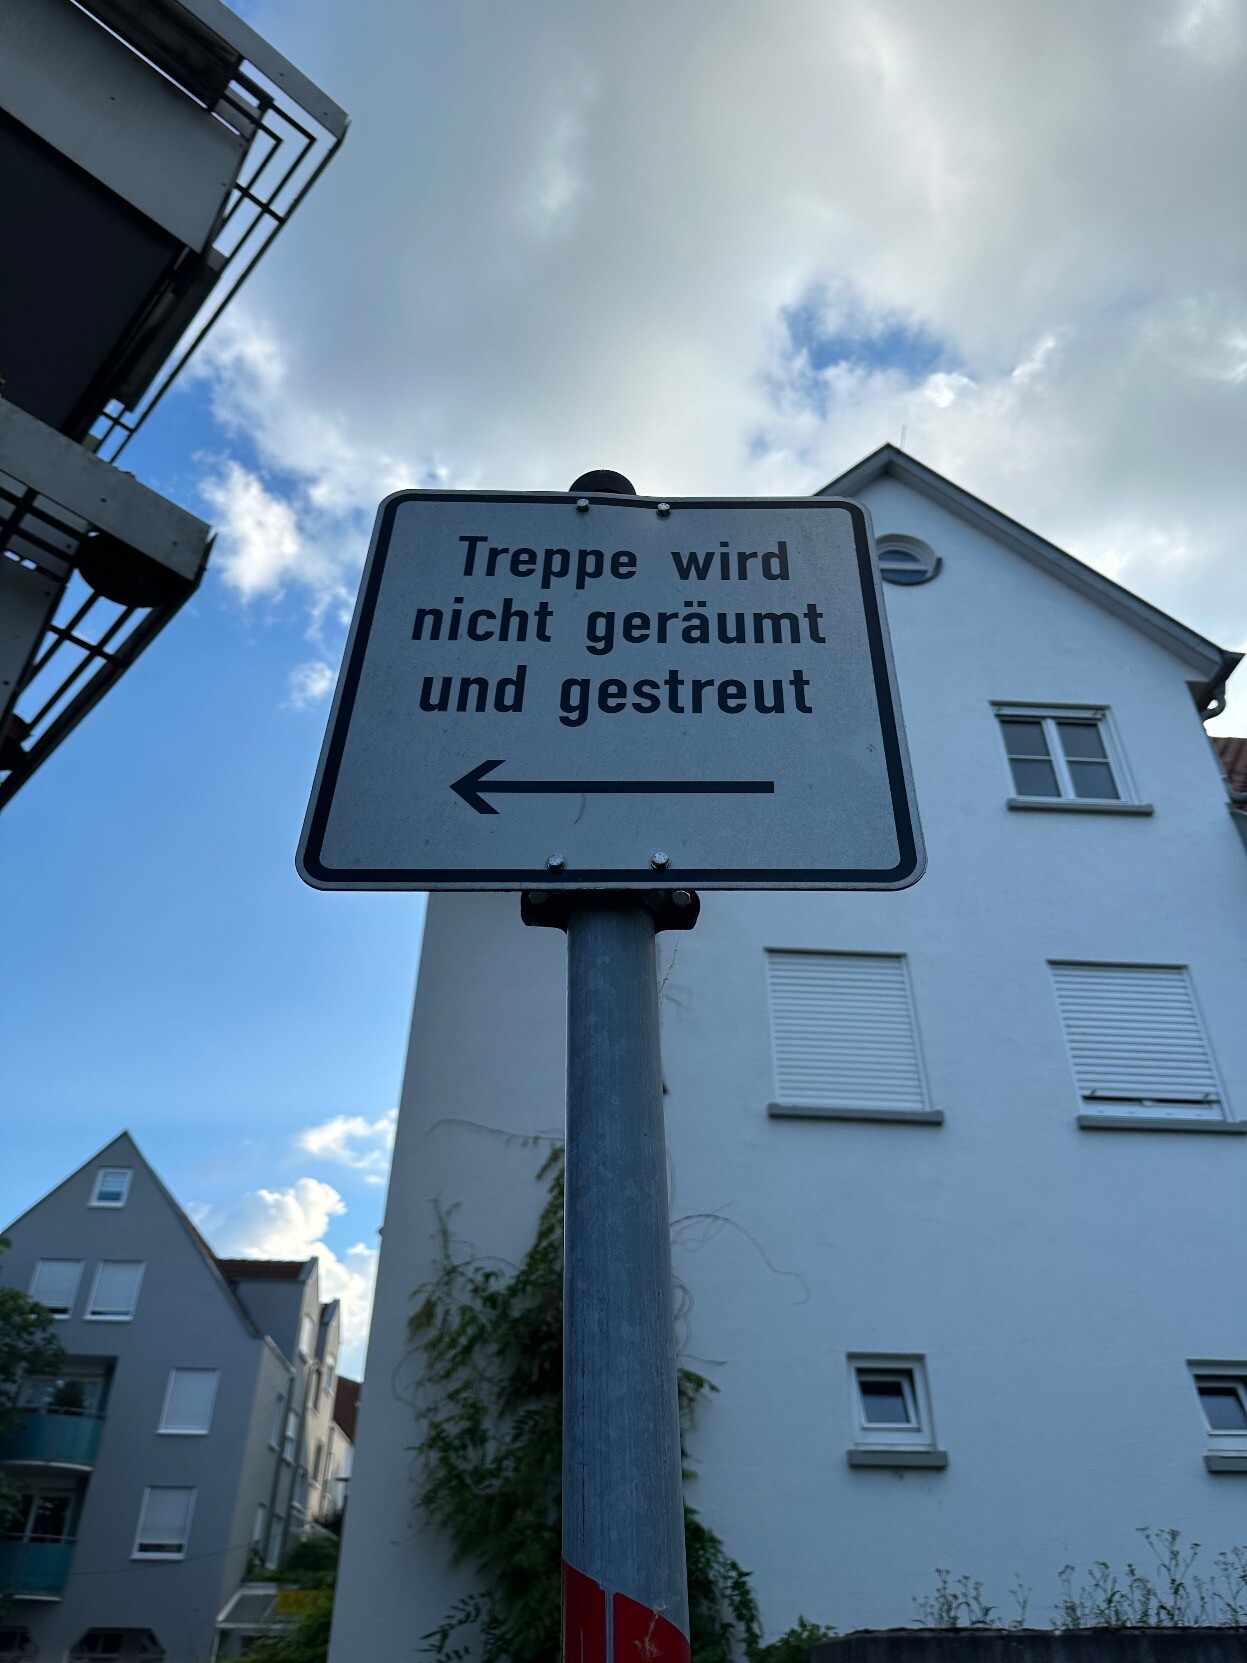 Treppe wird
nicht geräumt
und gestreut